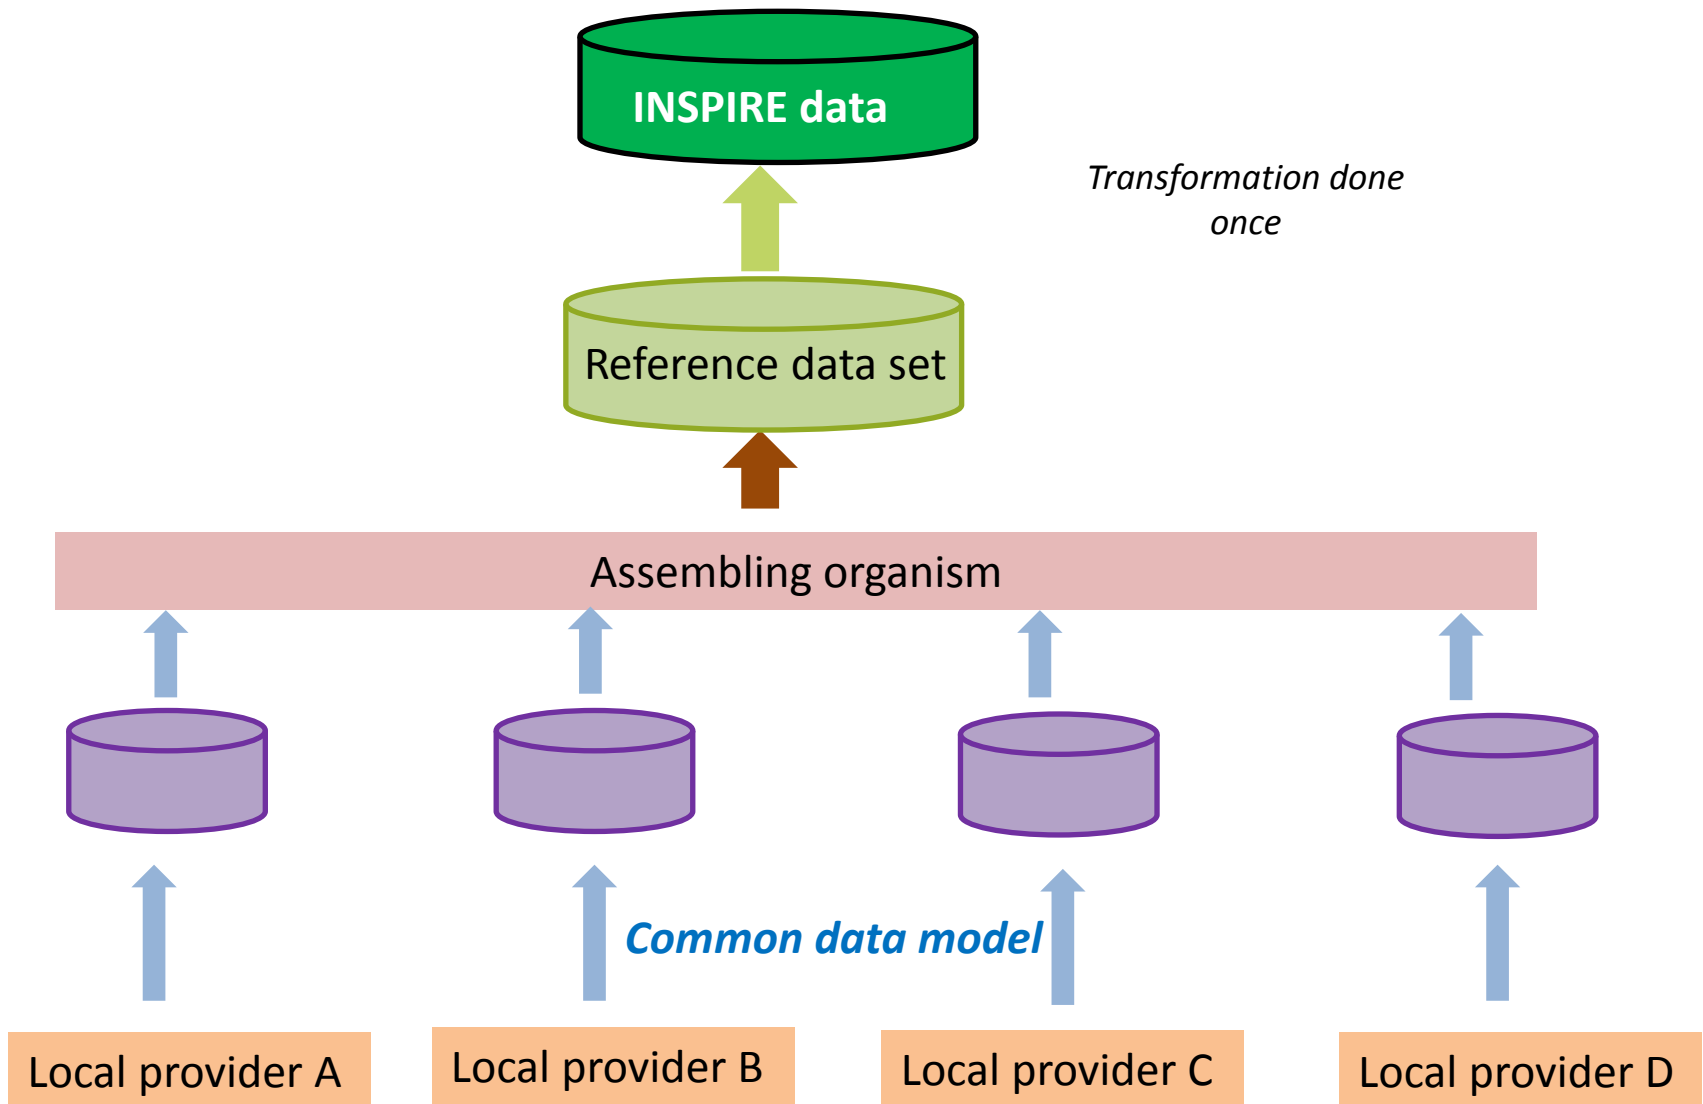 INSPIRE data
Transformation done
once
Reference data set
Assembling organism
Common data model
Local provider A
Local provider B
Local provider C
Local provider D